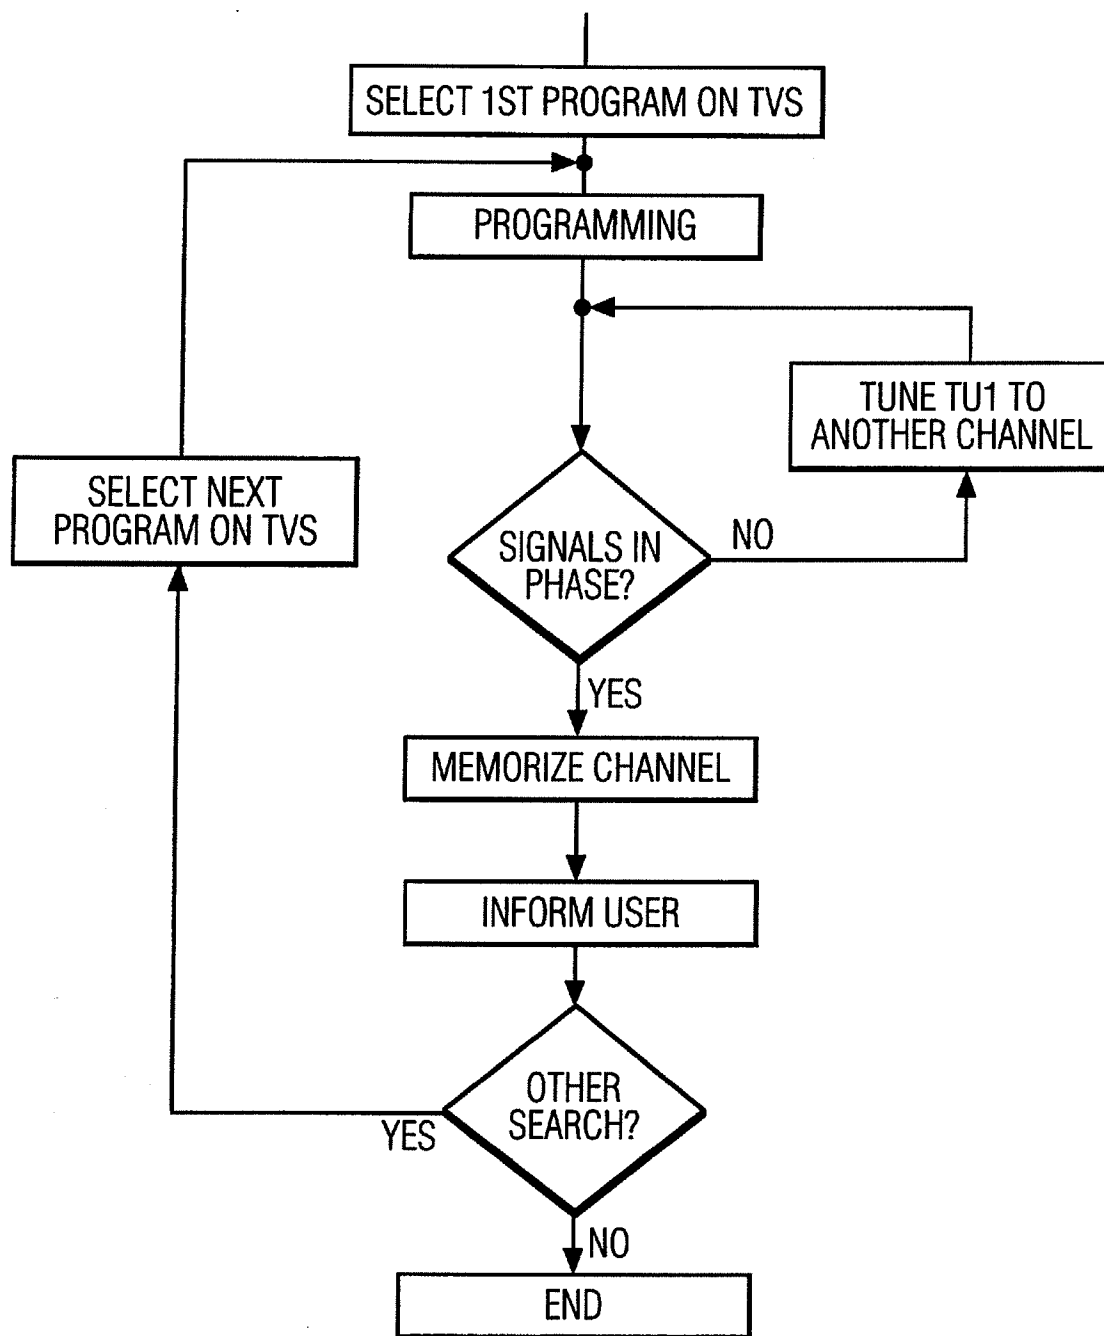 SELECT 1ST PROGRAM ON TVS
PROGRAMMING
TUNE TU1 TO
ANOTHER CHANNEL
SELECT NEXT
PROGRAM ON TVS
SIGNALS IN
PHASE?
NO
YES
MEMORIZE CHANNEL
INFORM USER
OTHER
SEARCH?
YES
NO
END